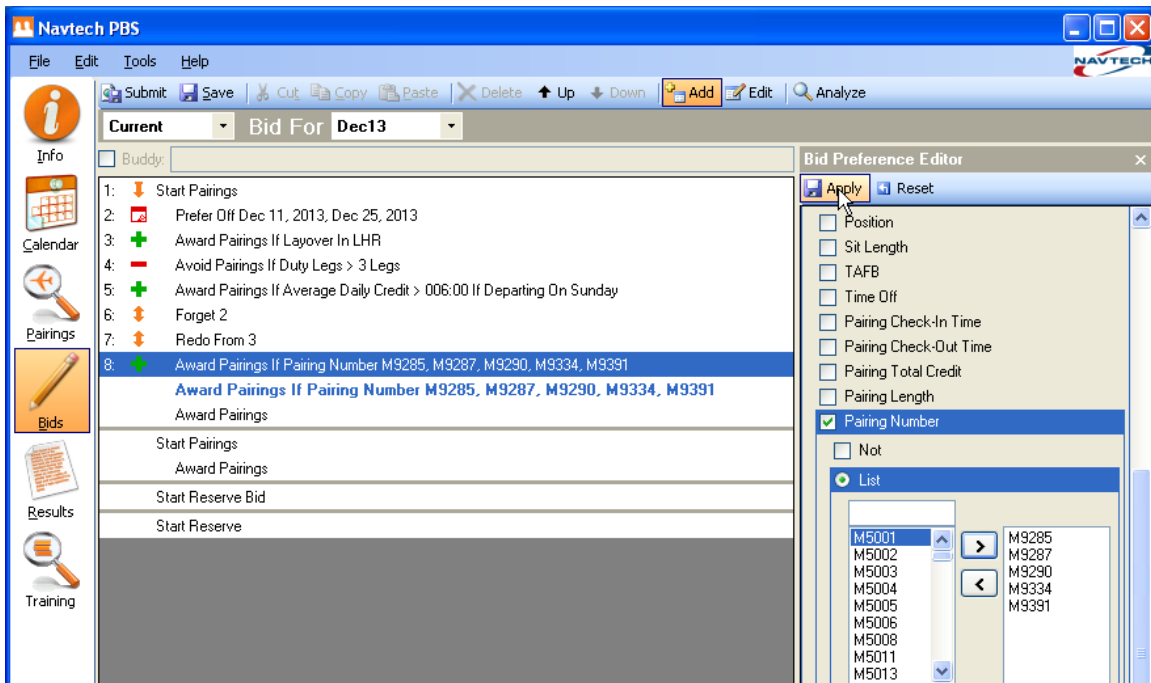 Navtech PBS
File Edit Tools Help
NAVTECH
Submit Save Cut Copy Paste Delete Up Down Add Edit Analyze
Current Bid For Dec13
Info
Calendar
Pairings
Bids
Results
Training
Buddy:
1: Start Pairings
2: Prefer Off Dec 11, 2013, Dec 25, 2013
3: Award Pairings If Layover In LHR
4: Avoid Pairings If Duty Legs > 3 Legs
5: Award Pairings If Average Daily Credit > 006:00 If Departing On Sunday
6: Forget 2
7: Redo From 3
8: Award Pairings If Pairing Number M9285, M9287, M9290, M9334, M9391
Award Pairings If Pairing Number M9285, M9287, M9290, M9334, M9391
Award Pairings
Start Pairings
Award Pairings
Start Reserve Bid
Start Reserve
Bid Preference Editor
Apply Reset
Position
Sit Length
TAFB
Time Off
Pairing Check-In Time
Pairing Check-Out Time
Pairing Total Credit
Pairing Length
Pairing Number
Not
List
M5001
M5002
M5003
M5004
M5005
M5006
M5008
M5011
M5013
>
<
M9285
M9287
M9290
M9334
M9391